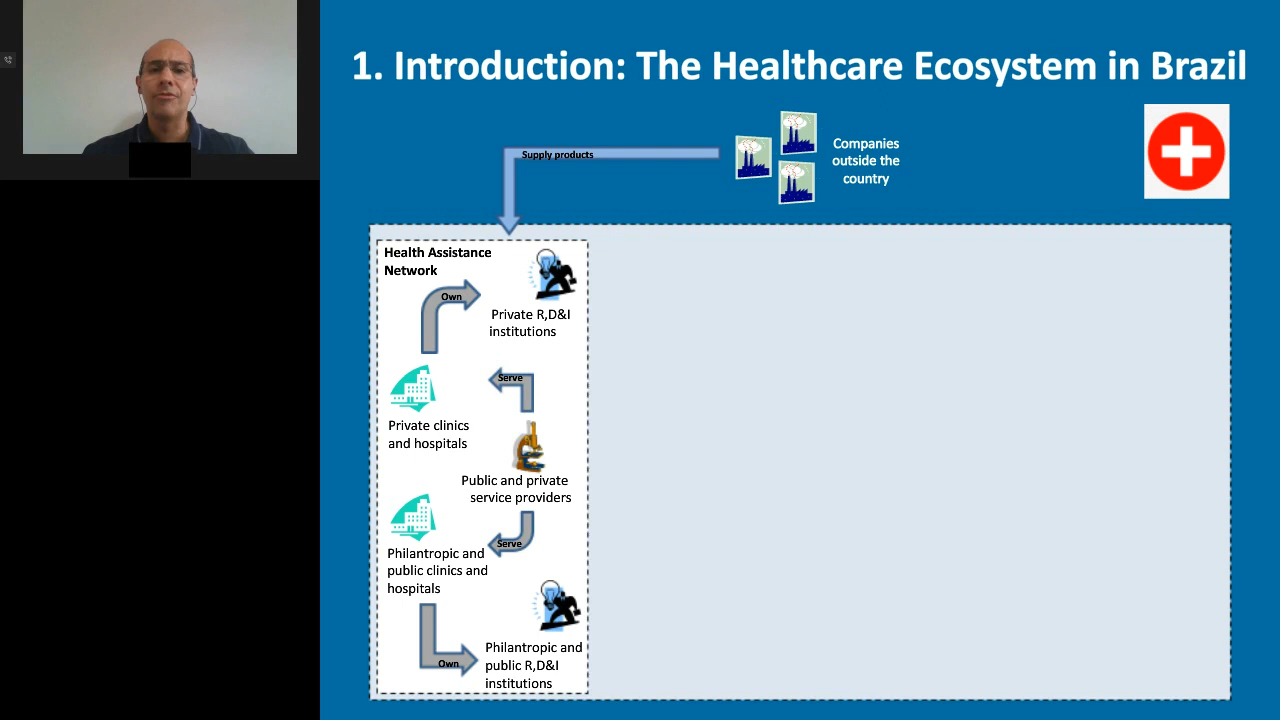 1. Introduction: The Healthcare Ecosystem in Brazil
Supply products
Companies
outside the
country
Health Assistance
Network
Own
Private R,D&I
institutions
Serve
Private clinics
and hospitals
Public and private
service providers
Serve
Philantropic and
public clinics and
hospitals
Own
Philantropic and
public R,D&I
institutions